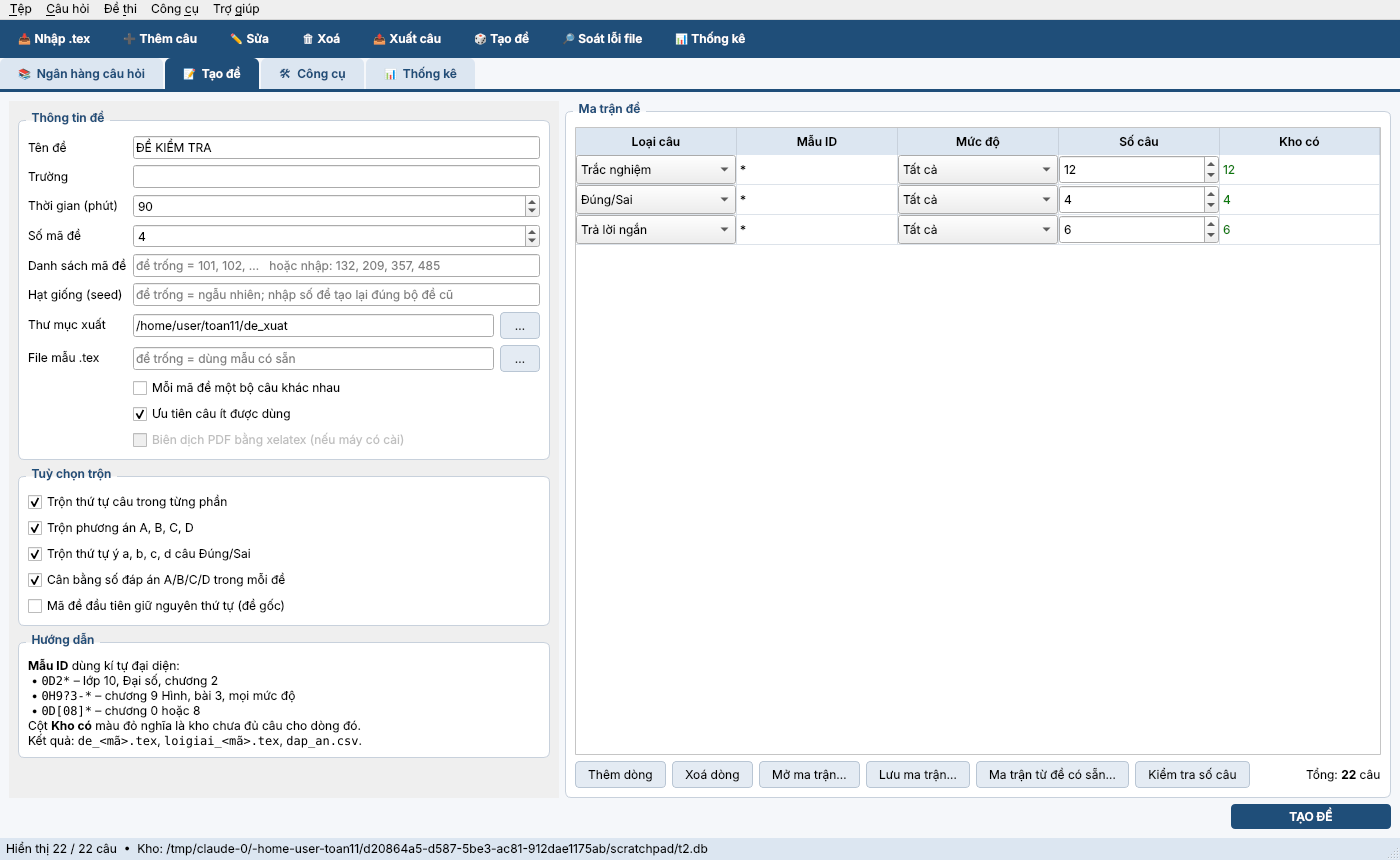 Tệp Câu hỏi Đề thi Công cụ Trợ giúp
Nhập .tex Thêm câu Sửa Xoá Xuất câu Tạo đề Soát lỗi file Thống kê
Ngân hàng câu hỏi Tạo đề Công cụ Thống kê
Thông tin đề
Tên đề ĐỀ KIỂM TRA
Trường
Thời gian (phút) 90
Số mã đề 4
Danh sách mã đề để trống = 101, 102, ... hoặc nhập: 132, 209, 357, 485
Hạt giống (seed) để trống = ngẫu nhiên; nhập số để tạo lại đúng bộ đề cũ
Thư mục xuất /home/user/toan11/de_xuat ...
File mẫu .tex để trống = dùng mẫu có sẵn ...
Mỗi mã đề một bộ câu khác nhau
Ưu tiên câu ít được dùng
Biên dịch PDF bằng xelatex (nếu máy có cài)
Tuỳ chọn trộn
Trộn thứ tự câu trong từng phần
Trộn phương án A, B, C, D
Trộn thứ tự ý a, b, c, d câu Đúng/Sai
Cân bằng số đáp án A/B/C/D trong mỗi đề
Mã đề đầu tiên giữ nguyên thứ tự (đề gốc)
Hướng dẫn
Mẫu ID dùng kí tự đại diện:
• 0D2* – lớp 10, Đại số, chương 2
• 0H9?3-* – chương 9 Hình, bài 3, mọi mức độ
• 0D[08]* – chương 0 hoặc 8
Cột Kho có màu đỏ nghĩa là kho chưa đủ câu cho dòng đó.
Kết quả: de_<mã>.tex, loigiai_<mã>.tex, dap_an.csv.
Ma trận đề
Loại câu Mẫu ID Mức độ Số câu Kho có
Trắc nghiệm * Tất cả 12 12
Đúng/Sai * Tất cả 4 4
Trả lời ngắn * Tất cả 6 6
Thêm dòng Xoá dòng Mở ma trận... Lưu ma trận... Ma trận từ đề có sẵn... Kiểm tra số câu Tổng: 22 câu
TẠO ĐỀ
Hiển thị 22 / 22 câu • Kho: /tmp/claude-0/-home-user-toan11/d20864a5-d587-5be3-ac81-912dae1175ab/scratchpad/t2.db